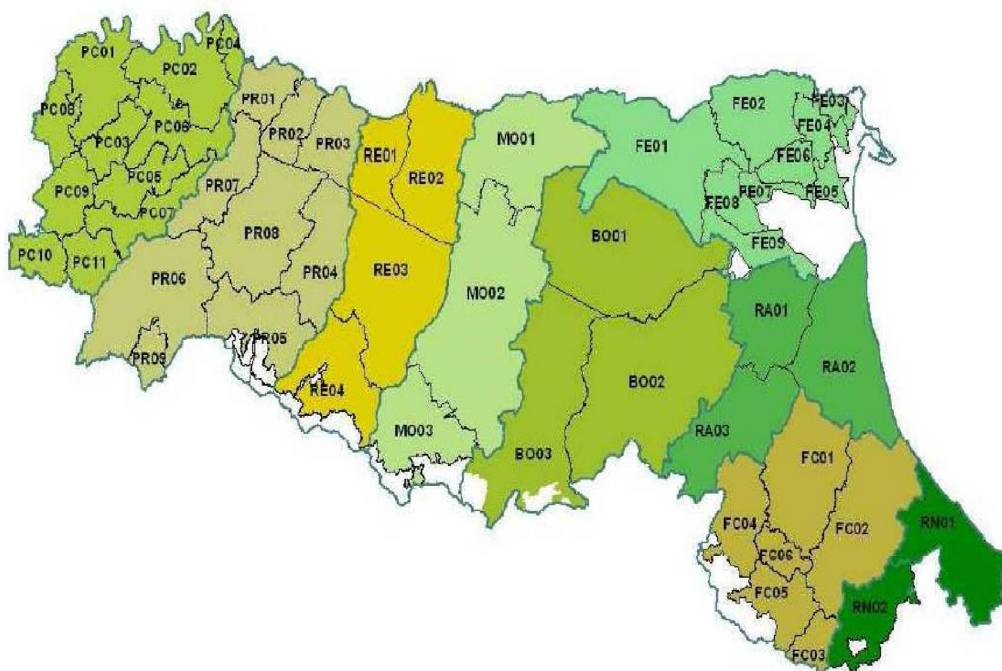 PC01
PC04
PC02
PC08
PC03
PC06
PC09
PC05
PC07
PC10
PC11
PR01
PR02
PR03
PR07
PR08
PR06
PR04
PR05
PR09
RE01
RE02
RE03
RE04
MO01
MO02
MO03
FE01
FE02
FE03
FE04
FE06
FE07
FE05
FE08
FE09
BO01
BO02
BO03
RA01
RA02
RA03
FC01
FC04
FC02
FC06
FC05
FC03
RN01
RN02